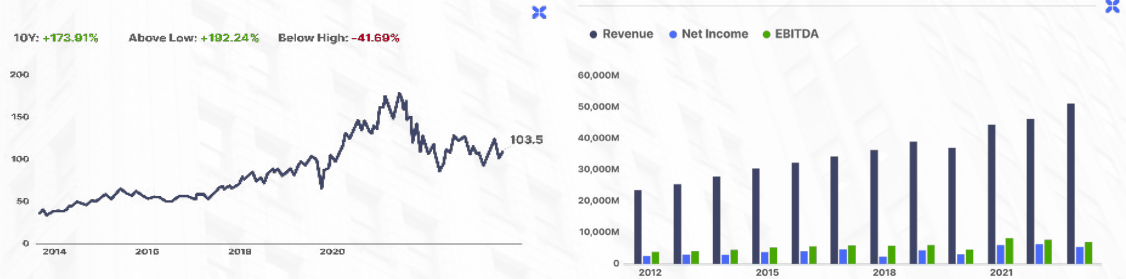 10Y: +173.91% Above Low: +192.24% Below High: -41.69%
200
150
100
50
0
103.5
2014 2016 2018 2020
Revenue Net Income EBITDA
60,000M
50,000M
40,000M
30,000M
20,000M
10,000M
0
2012 2015 2018 2021